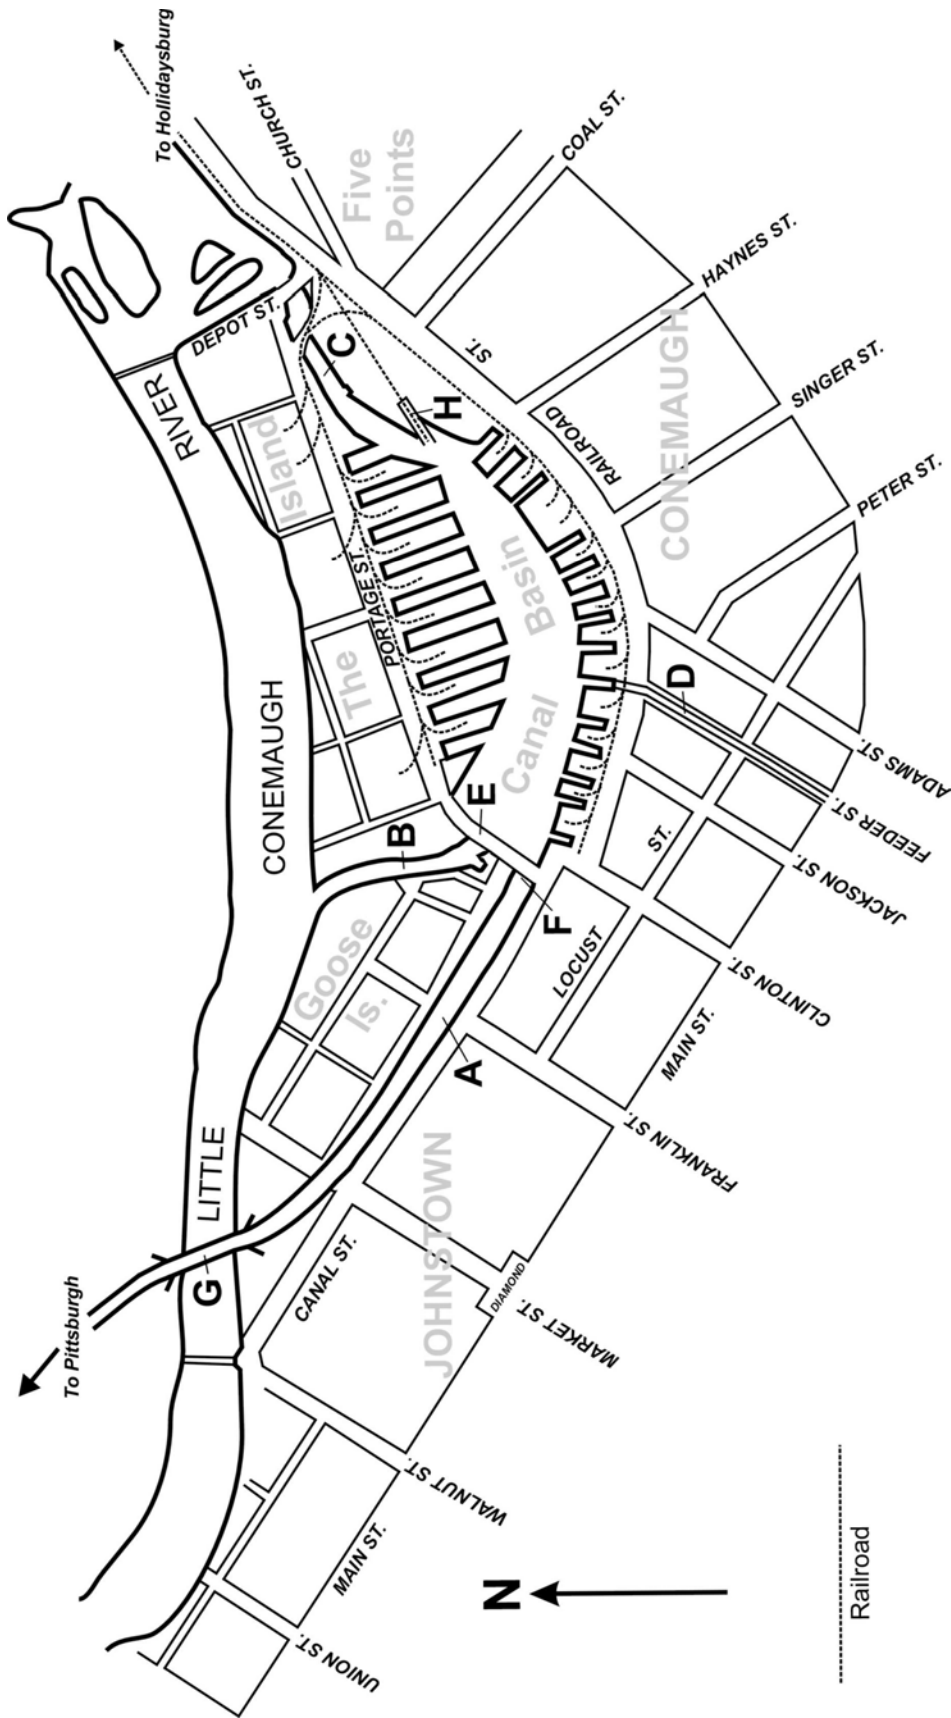 To Hollidaysburg
CHURCH ST.
Five
Points
COAL ST.
HAYNES ST.
SINGER ST.
PETER ST.
ADAMS ST.
FEEDER ST.
JACKSON ST.
CLINTON ST.
FRANKLIN ST.
MARKET ST.
WALNUT ST.
UNION ST.
DEPOT ST.
RIVER
CONEMAUGH
LITTLE
The
Island
PORTAGE ST.
C
H
ST.
RAILROAD
CONEMAUGH
Canal
Basin
D
E
B
F
Goose
Is.
A
LOCUST
ST.
MAIN ST.
JOHNSTOWN
DIAMOND
CANAL ST.
G
To Pittsburgh
MAIN ST.
N
Railroad